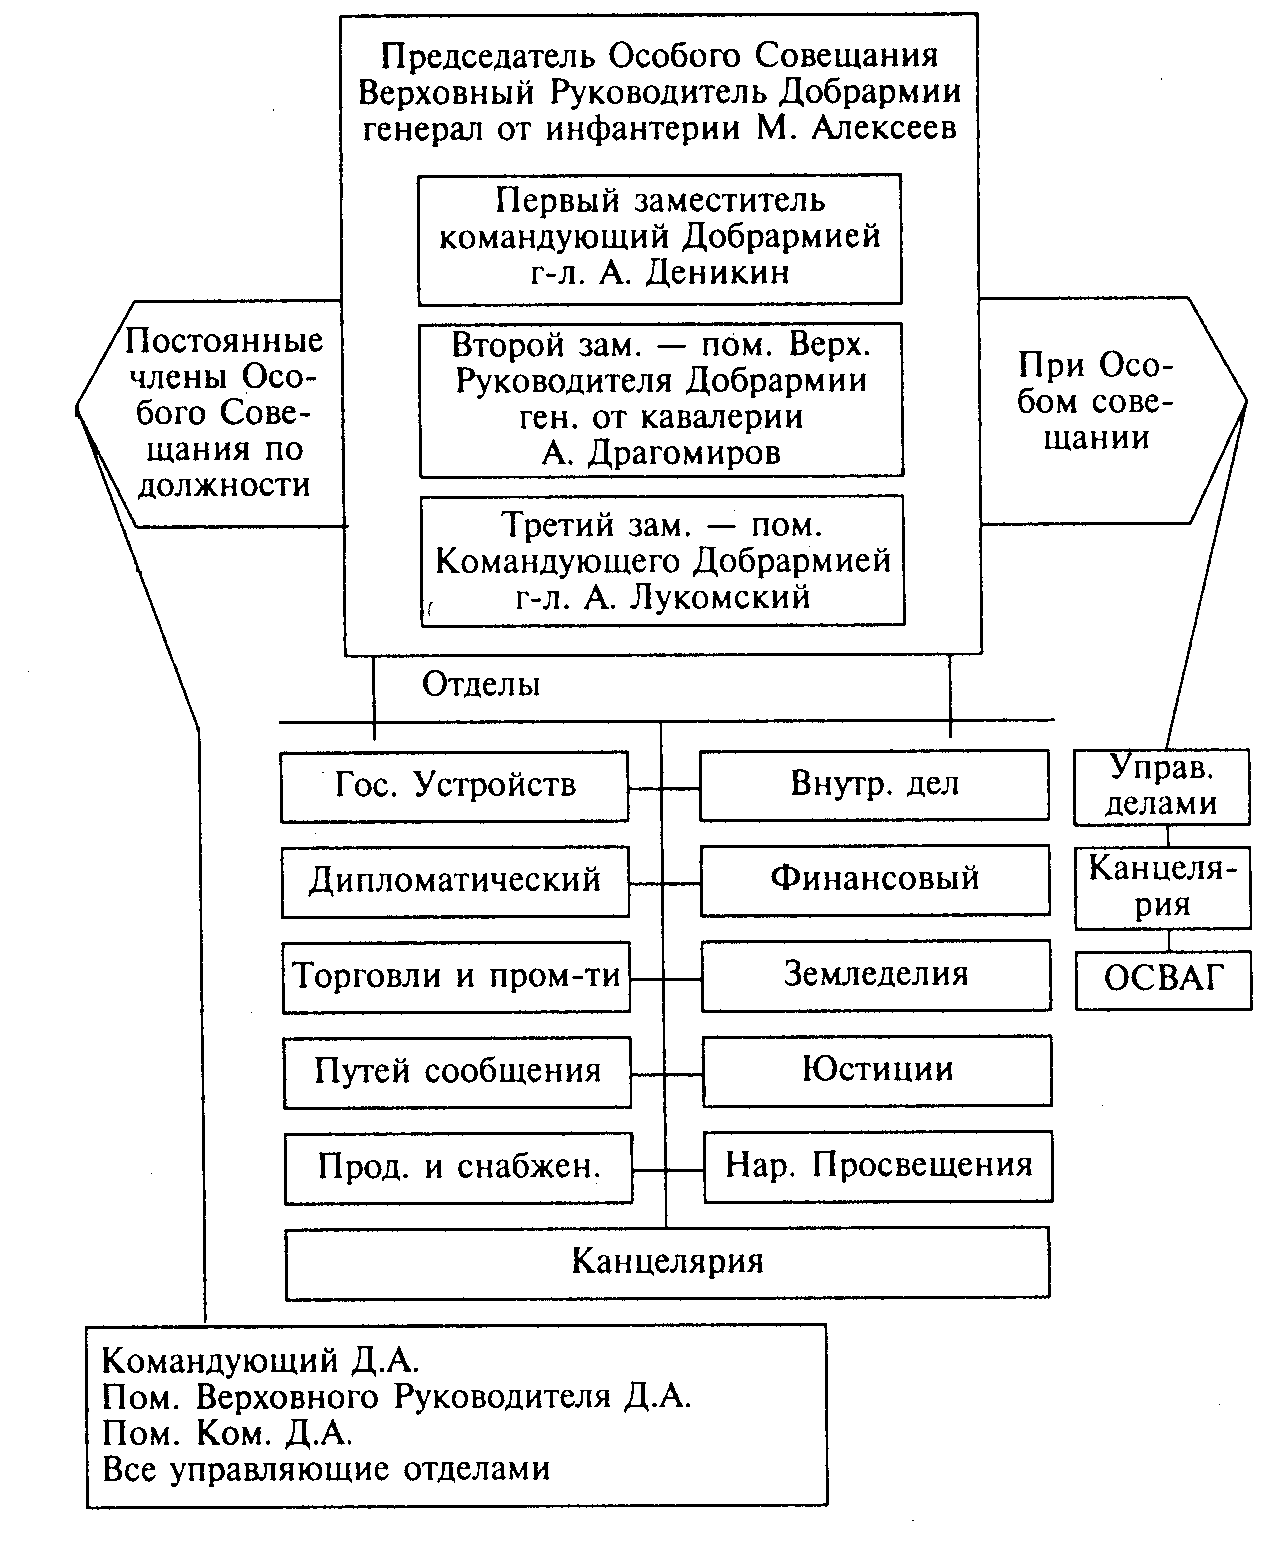 Председатель Особого Совещания
Верховный Руководитель Добрармии
генерал от инфантерии М. Алексеев
Первый заместитель
командующий Добрармией
г-л. А. Деникин
Второй зам. — пом. Верх.
Руководителя Добрармии
ген. от кавалерии
А. Драгомиров
Третий зам. — пом.
Командующего Добрармией
г-л. А. Лукомский
Постоянные
члены Осо-
бого Сове-
щания по
должности
При Осо-
бом сове-
щании
Отделы
Гос. Устройств
Внутр. дел
Дипломатический
Финансовый
Торговли и пром-ти
Земледелия
Путей сообщения
Юстиции
Прод. и снабжен.
Нар. Просвещения
Канцелярия
Управ.
делами
Канцеля-
рия
ОСВАГ
Командующий Д.А.
Пом. Верховного Руководителя Д.А.
Пом. Ком. Д.А.
Все управляющие отделами